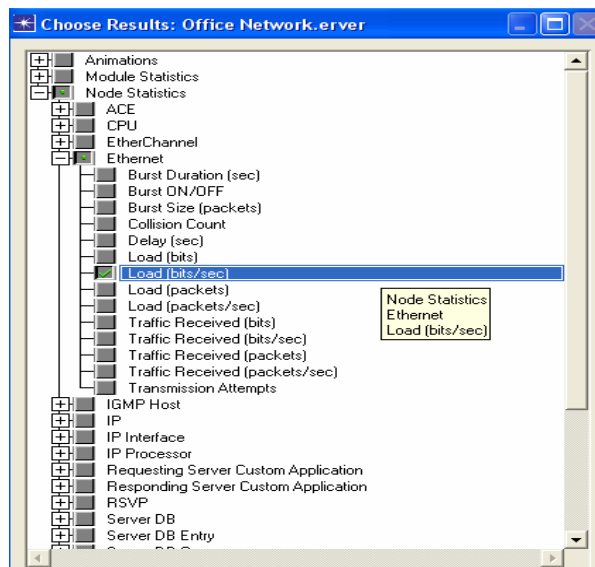 Choose Results: Office Network.erver
Animations
Module Statistics
Node Statistics
ACE
CPU
EtherChannel
Ethernet
Burst Duration (sec)
Burst ON/OFF
Burst Size (packets)
Collision Count
Delay (sec)
Load (bits)
Load (bits/sec)
Load (packets)
Load (packets/sec)
Traffic Received (bits)
Traffic Received (bits/sec)
Traffic Received (packets)
Traffic Received (packets/sec)
Transmission Attempts
Node Statistics
Ethernet
Load (bits/sec)
IGMP Host
IP
IP Interface
IP Processor
Requesting Server Custom Application
Responding Server Custom Application
RSVP
Server DB
Server DB Entry